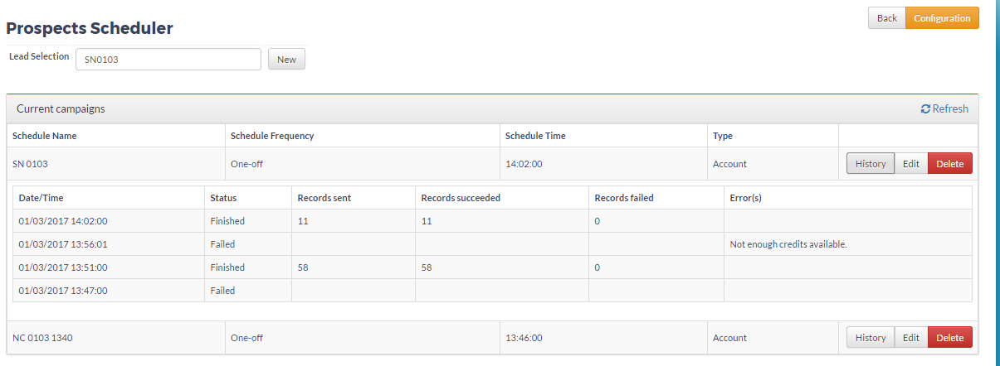 Back Configuration
Prospects Scheduler
Lead Selection SN0103 New
Current campaigns Refresh
Schedule Name Schedule Frequency Schedule Time Type
SN 0103 One-off 14:02:00 Account History Edit Delete
Date/Time Status Records sent Records succeeded Records failed Error(s)
01/03/2017 14:02:00 Finished 11 11 0
01/03/2017 13:56:01 Failed Not enough credits available.
01/03/2017 13:51:00 Finished 58 58 0
01/03/2017 13:47:00 Failed
NC 0103 1340 One-off 13:46:00 Account History Edit Delete